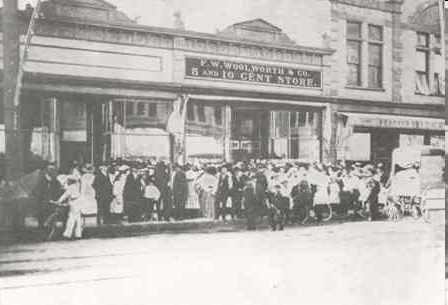 F. W. WOOLWORTH & CO.
5 AND 10 CENT STORE.